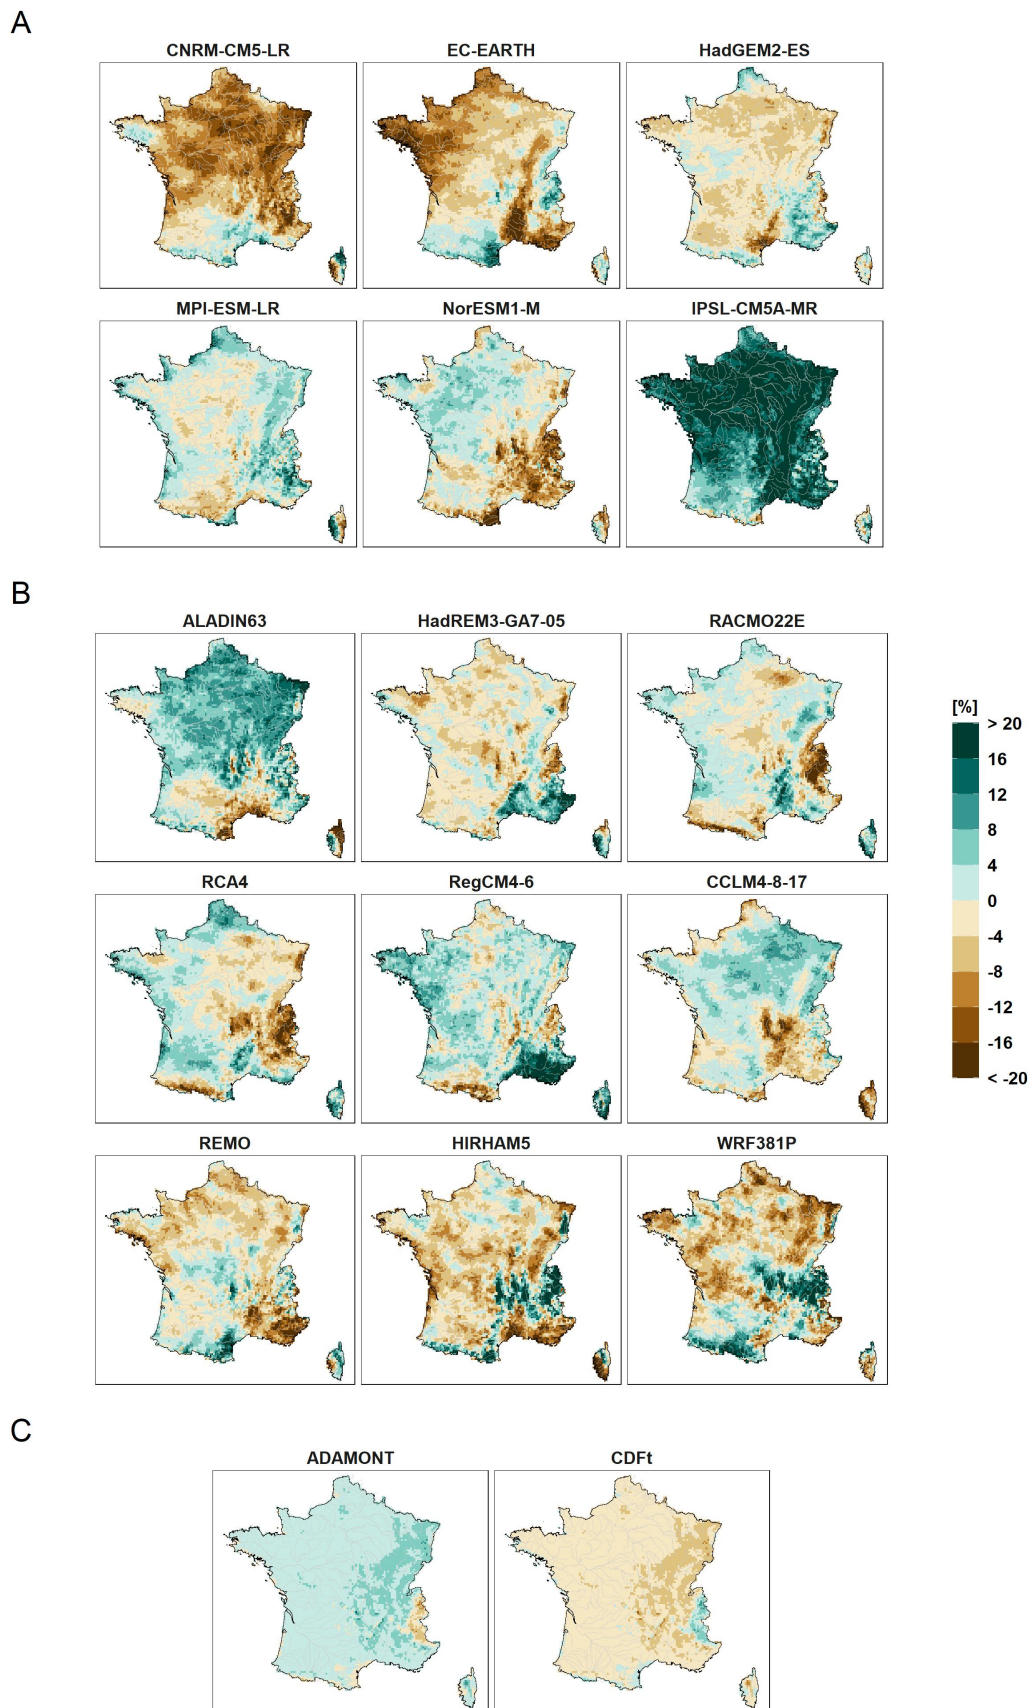 A
CNRM-CM5-LR EC-EARTH HadGEM2-ES
MPI-ESM-LR NorESM1-M IPSL-CM5A-MR
B
ALADIN63 HadREM3-GA7-05 RACMO22E
RCA4 RegCM4-6 CCLM4-8-17
REMO HIRHAM5 WRF381P
[%]
> 20
16
12
8
4
0
-4
-8
-12
-16
< -20
C
ADAMONT CDFt